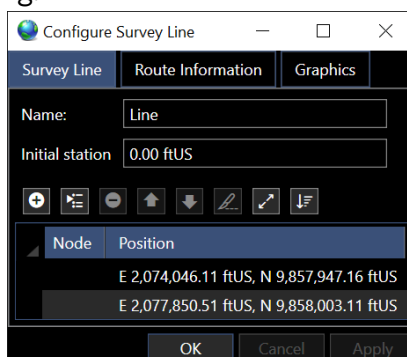 Configure Survey Line
Survey Line Route Information Graphics
Name: Line
Initial station 0.00 ftUS
Node Position
E 2,074,046.11 ftUS, N 9,857,947.16 ftUS
E 2,077,850.51 ftUS, N 9,858,003.11 ftUS
OK Cancel Apply